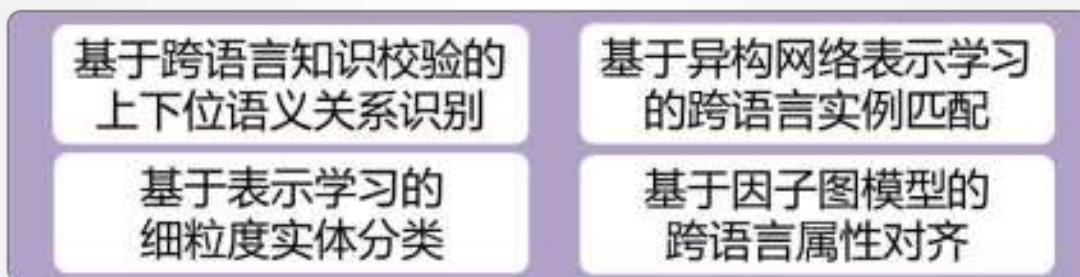 基于跨语言知识校验的
上下位语义关系识别
基于异构网络表示学习
的跨语言实例匹配
基于表示学习的
细粒度实体分类
基于因子图模型的
跨语言属性对齐